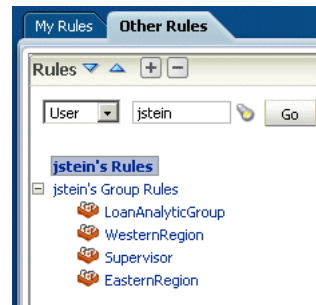 My Rules Other Rules
Rules
User jstein Go
jstein's Rules
jstein's Group Rules
LoanAnalyticGroup
WesternRegion
Supervisor
EasternRegion